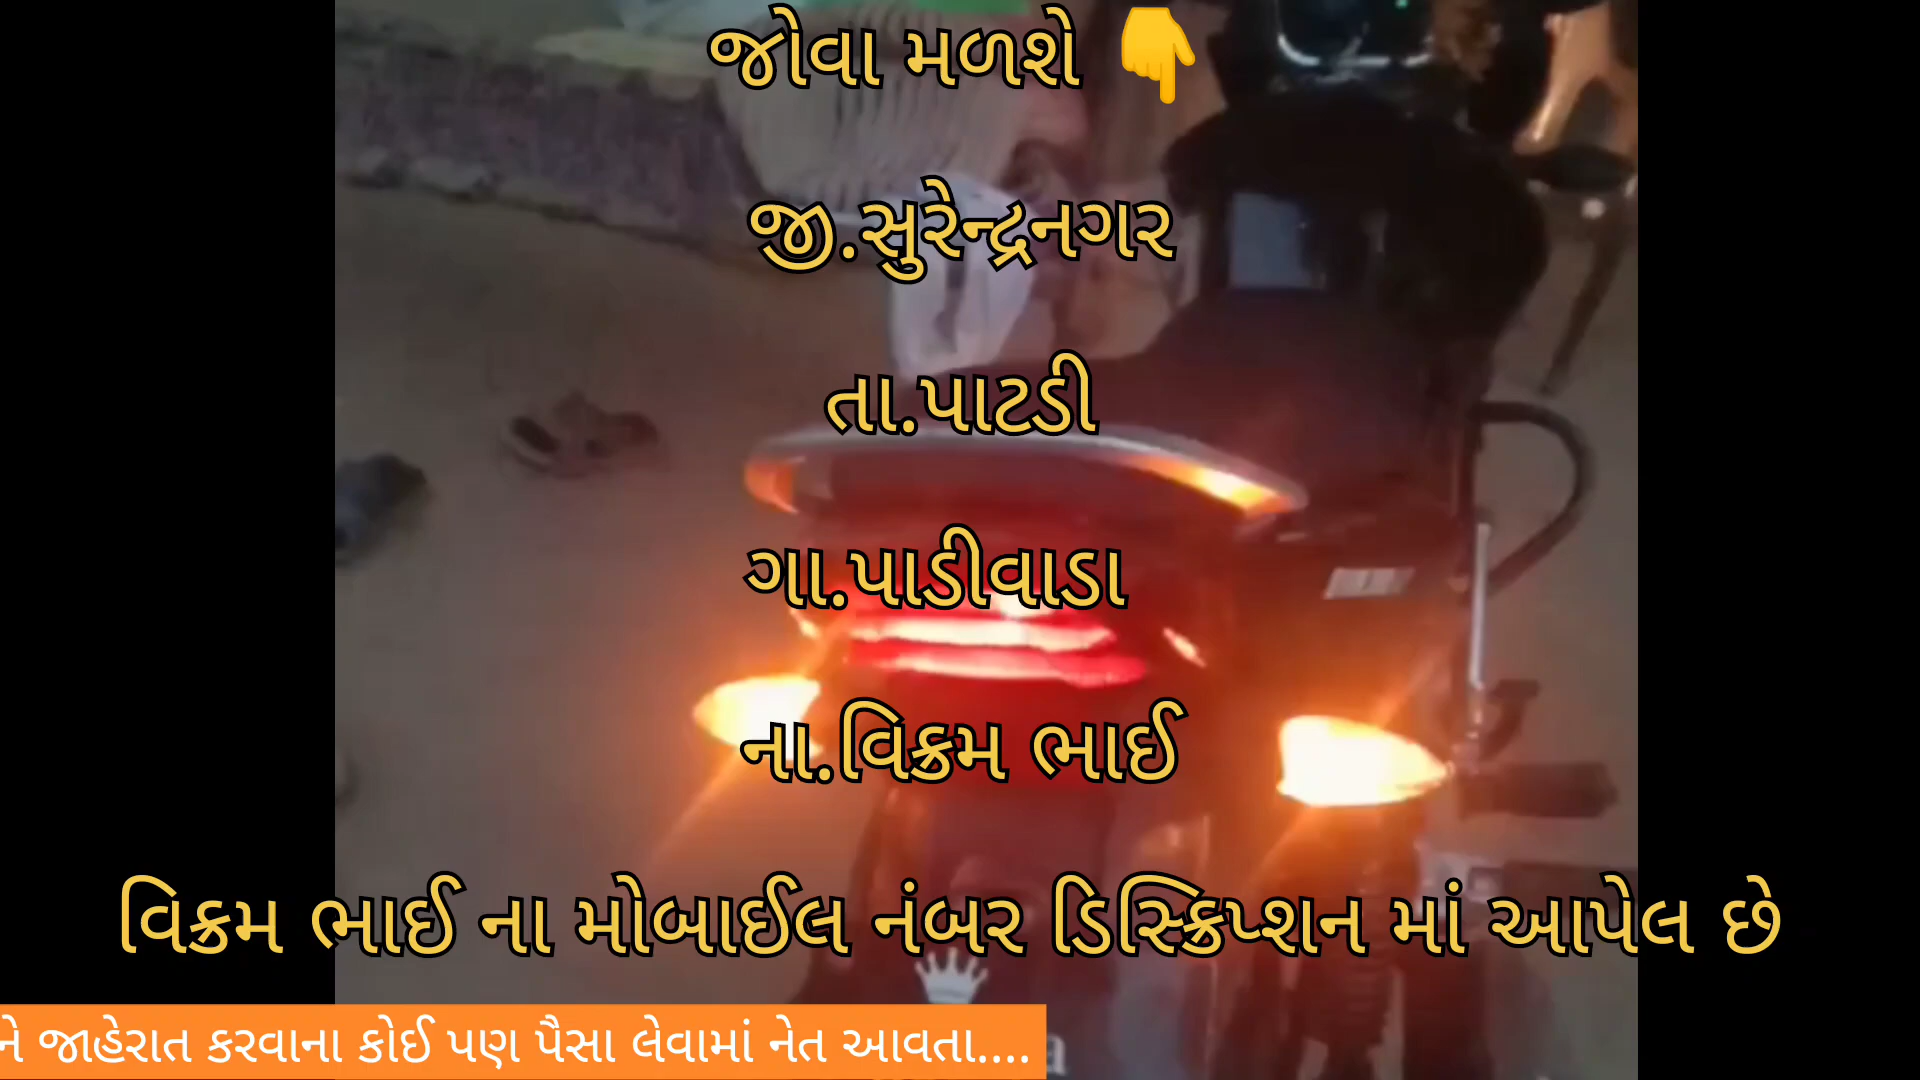 જોવા મળશે 👇
જી.સુરેન્દ્રનગર
તા.પાટડી
ગા.પાડીવાડા
ના.વિક્રમ ભાઈ
વિક્રમ ભાઈ ના મોબાઈલ નંબર ડિસ્ક્રિપ્શન માં આપેલ છે
ને જાહેરાત કરવાના કોઈ પણ પૈસા લેવામાં નેત આવતા....